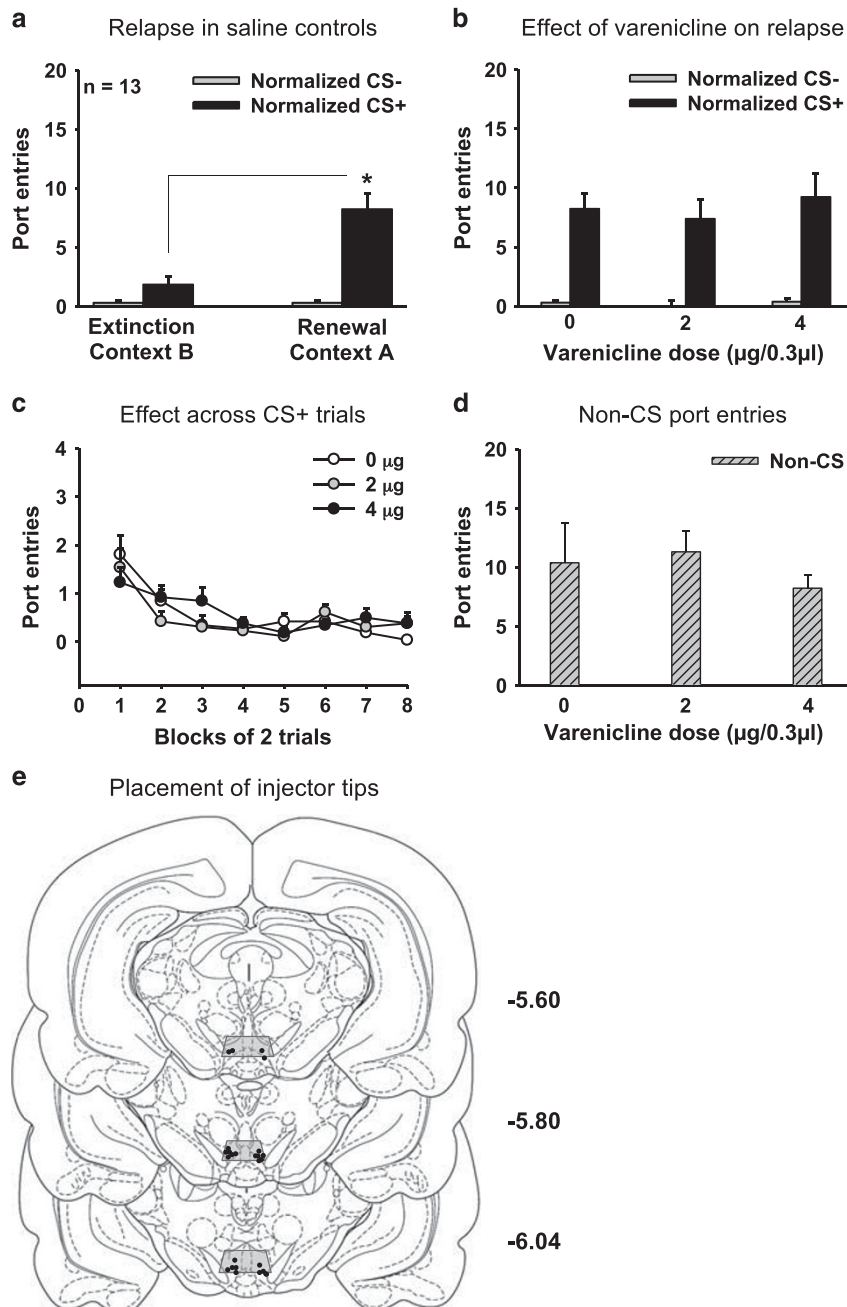 a
Relapse in saline controls
20
15
10
5
0
Port entries
n = 13
Normalized CS-
Normalized CS+
*
Extinction
Context B
Renewal
Context A
b
Effect of varenicline on relapse
20
15
10
5
0
Port entries
Normalized CS-
Normalized CS+
0 2 4
Varenicline dose (µg/0.3µl)
c
Effect across CS+ trials
4
3
2
1
0
Port entries
0 µg
2 µg
4 µg
0 1 2 3 4 5 6 7 8
Blocks of 2 trials
d
Non-CS port entries
20
15
10
5
0
Port entries
Non-CS
0 2 4
Varenicline dose (µg/0.3µl)
e
Placement of injector tips
-5.60
-5.80
-6.04